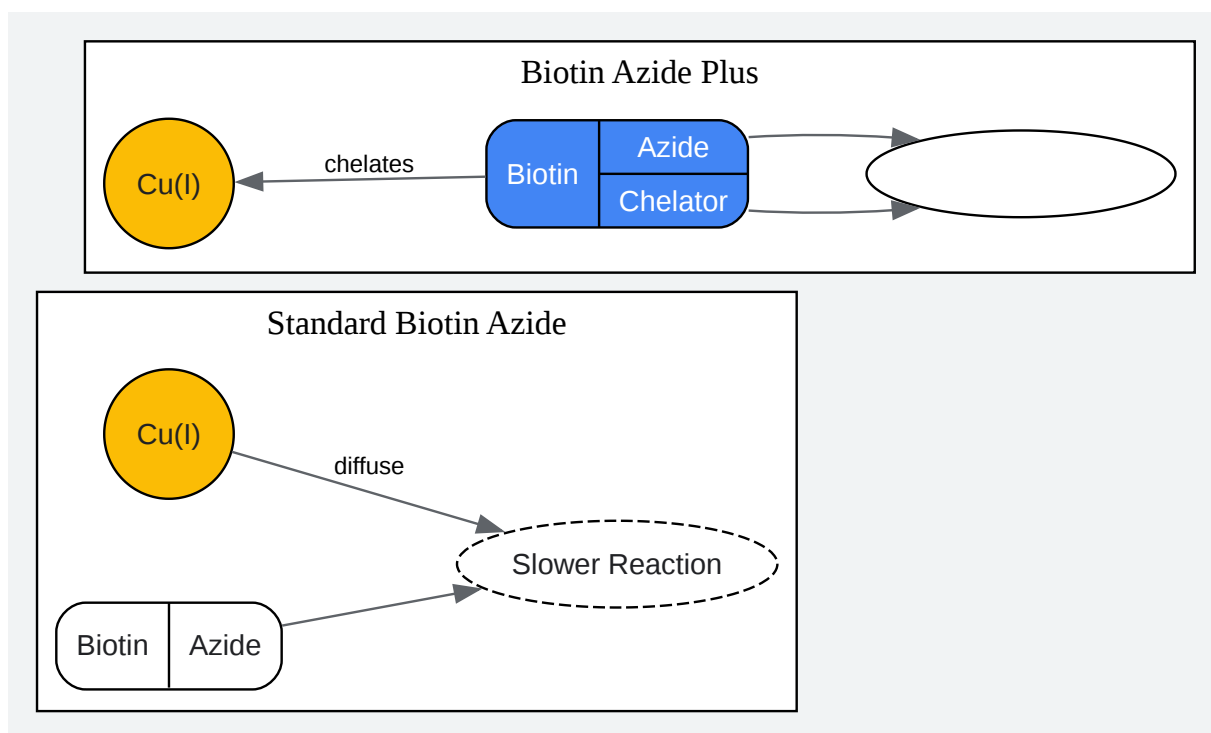 Biotin Azide Plus
Cu(I)
chelates
Biotin
Azide
Chelator
Standard Biotin Azide
Cu(I)
diffuse
Slower Reaction
Biotin
Azide